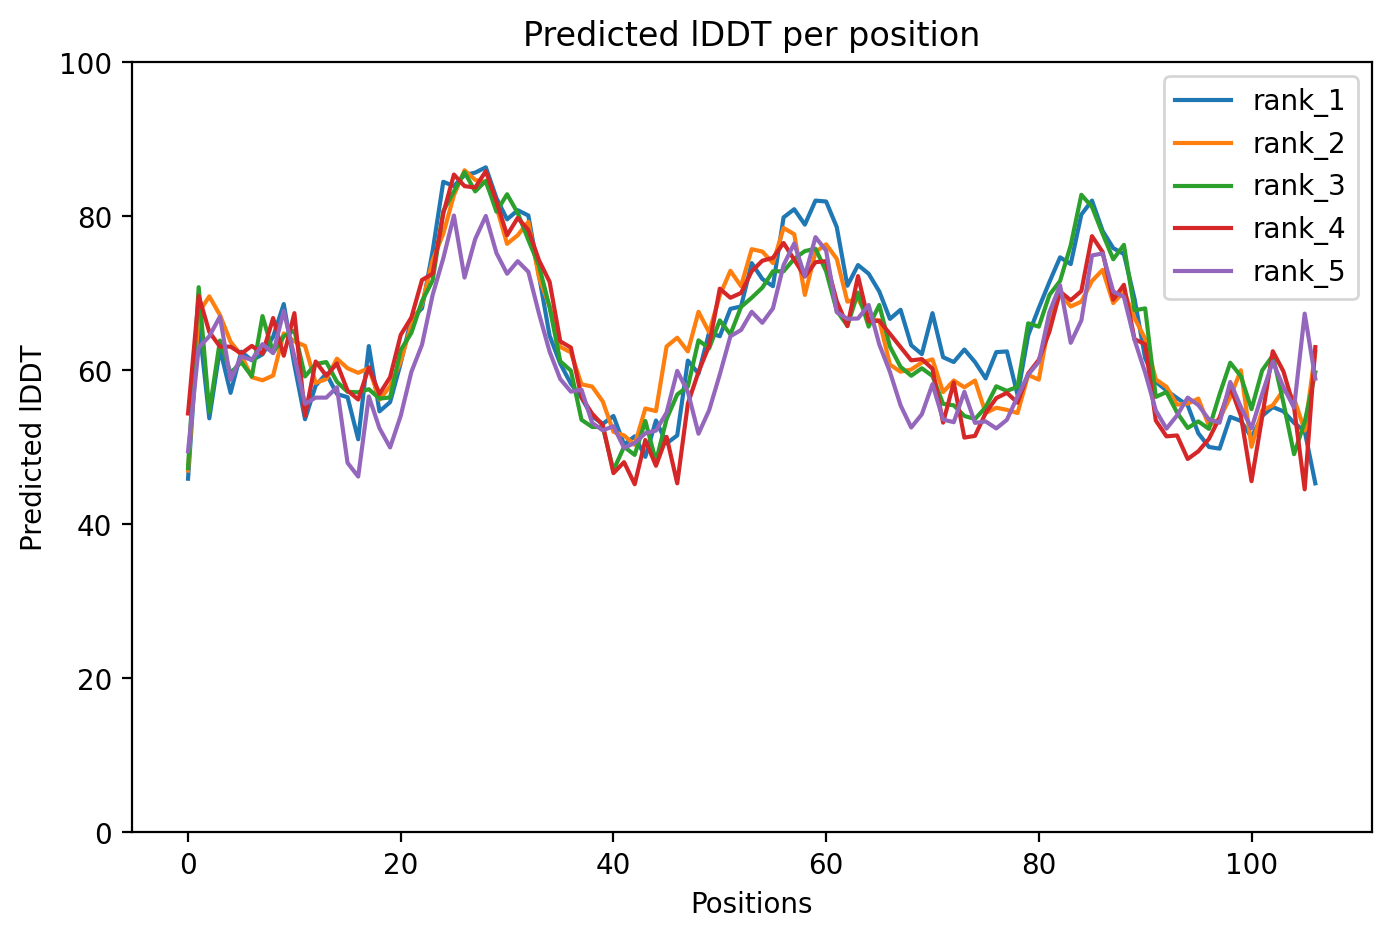 Predicted lDDT per position
100
80
60
40
20
0
Predicted lDDT
0 20 40 60 80 100
Positions
rank_1
rank_2
rank_3
rank_4
rank_5